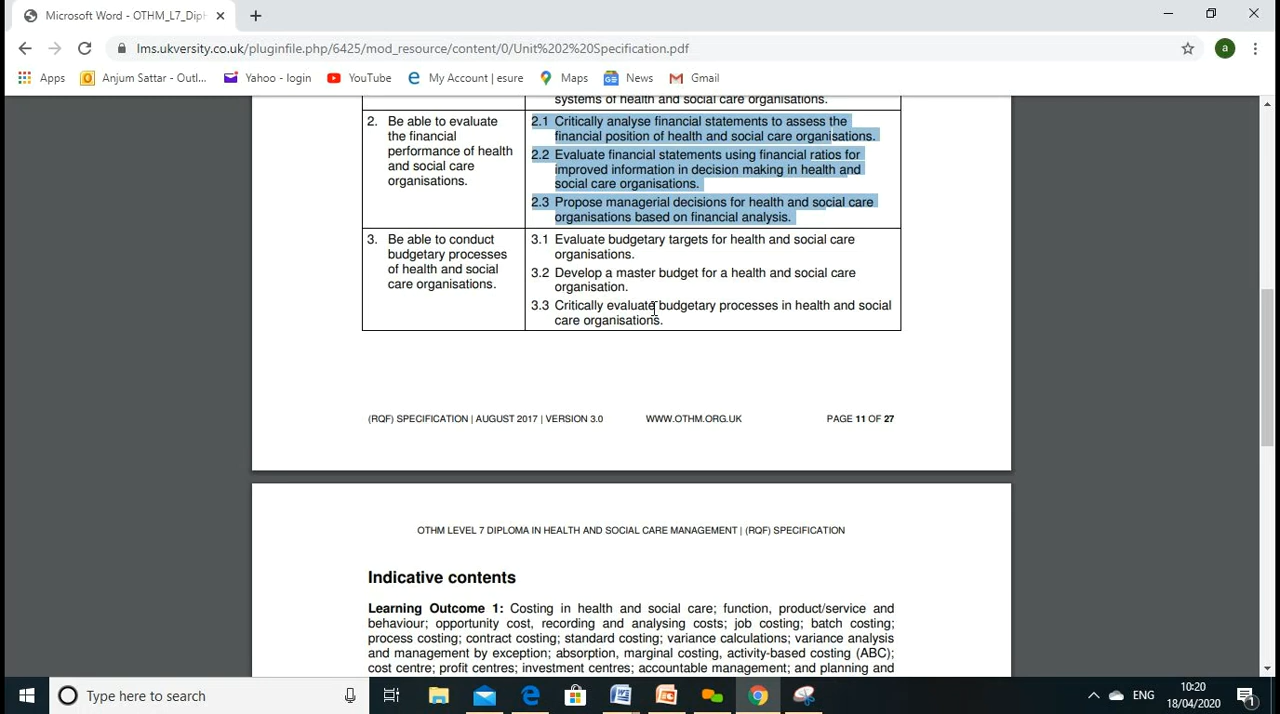 Microsoft Word - OTHM_L7_Dipl
lms.ukversity.co.uk/pluginfile.php/6425/mod_resource/content/0/Unit%202%20Specification.pdf
a
Apps
Anjum Sattar - Outl...
Yahoo - login
YouTube
My Account | esure
Maps
News
Gmail
systems of health and social care organisations.
2. Be able to evaluate
the financial
performance of health
and social care
organisations.
2.1 Critically analyse financial statements to assess the
financial position of health and social care organisations.
2.2 Evaluate financial statements using financial ratios for
improved information in decision making in health and
social care organisations.
2.3 Propose managerial decisions for health and social care
organisations based on financial analysis.
3. Be able to conduct
budgetary processes
of health and social
care organisations.
3.1 Evaluate budgetary targets for health and social care
organisations.
3.2 Develop a master budget for a health and social care
organisation.
3.3 Critically evaluate budgetary processes in health and social
care organisations.
(RQF) SPECIFICATION | AUGUST 2017 | VERSION 3.0
WWW.OTHM.ORG.UK
PAGE 11 OF 27
OTHM LEVEL 7 DIPLOMA IN HEALTH AND SOCIAL CARE MANAGEMENT | (RQF) SPECIFICATION
Indicative contents
Learning Outcome 1: Costing in health and social care; function, product/service and
behaviour; opportunity cost, recording and analysing costs; job costing; batch costing;
process costing; contract costing; standard costing; variance calculations; variance analysis
and management by exception; absorption, marginal costing, activity-based costing (ABC);
cost centre; profit centres; investment centres; accountable management; and planning and
Type here to search
ENG
10:20
18/04/2020
1